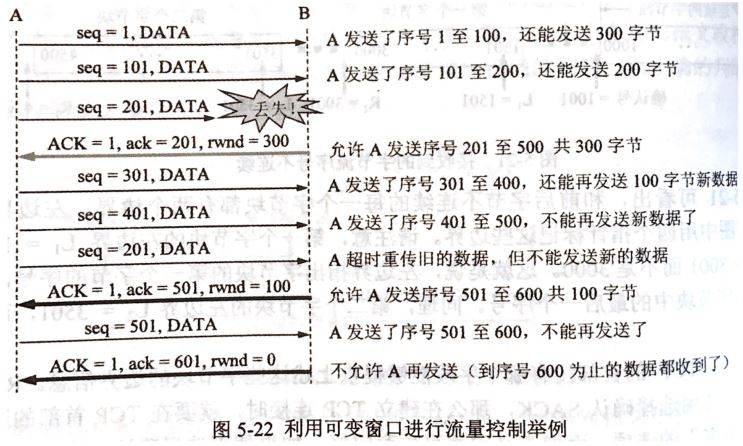 A B
seq = 1, DATA A 发送了序号 1 至 100，还能发送 300 字节
seq = 101, DATA A 发送了序号 101 至 200，还能发送 200 字节
seq = 201, DATA 丢失！
ACK = 1, ack = 201, rwnd = 300 允许 A 发送序号 201 至 500 共 300 字节
seq = 301, DATA A 发送了序号 301 至 400，还能再发送 100 字节新数据
seq = 401, DATA A 发送了序号 401 至 500，不能再发送新数据了
seq = 201, DATA A 超时重传旧的数据，但不能发送新的数据
ACK = 1, ack = 501, rwnd = 100 允许 A 发送序号 501 至 600 共 100 字节
seq = 501, DATA A 发送了序号 501 至 600，不能再发送了
ACK = 1, ack = 601, rwnd = 0 不允许 A 再发送（到序号 600 为止的数据都收到了）
图 5-22 利用可变窗口进行流量控制举例